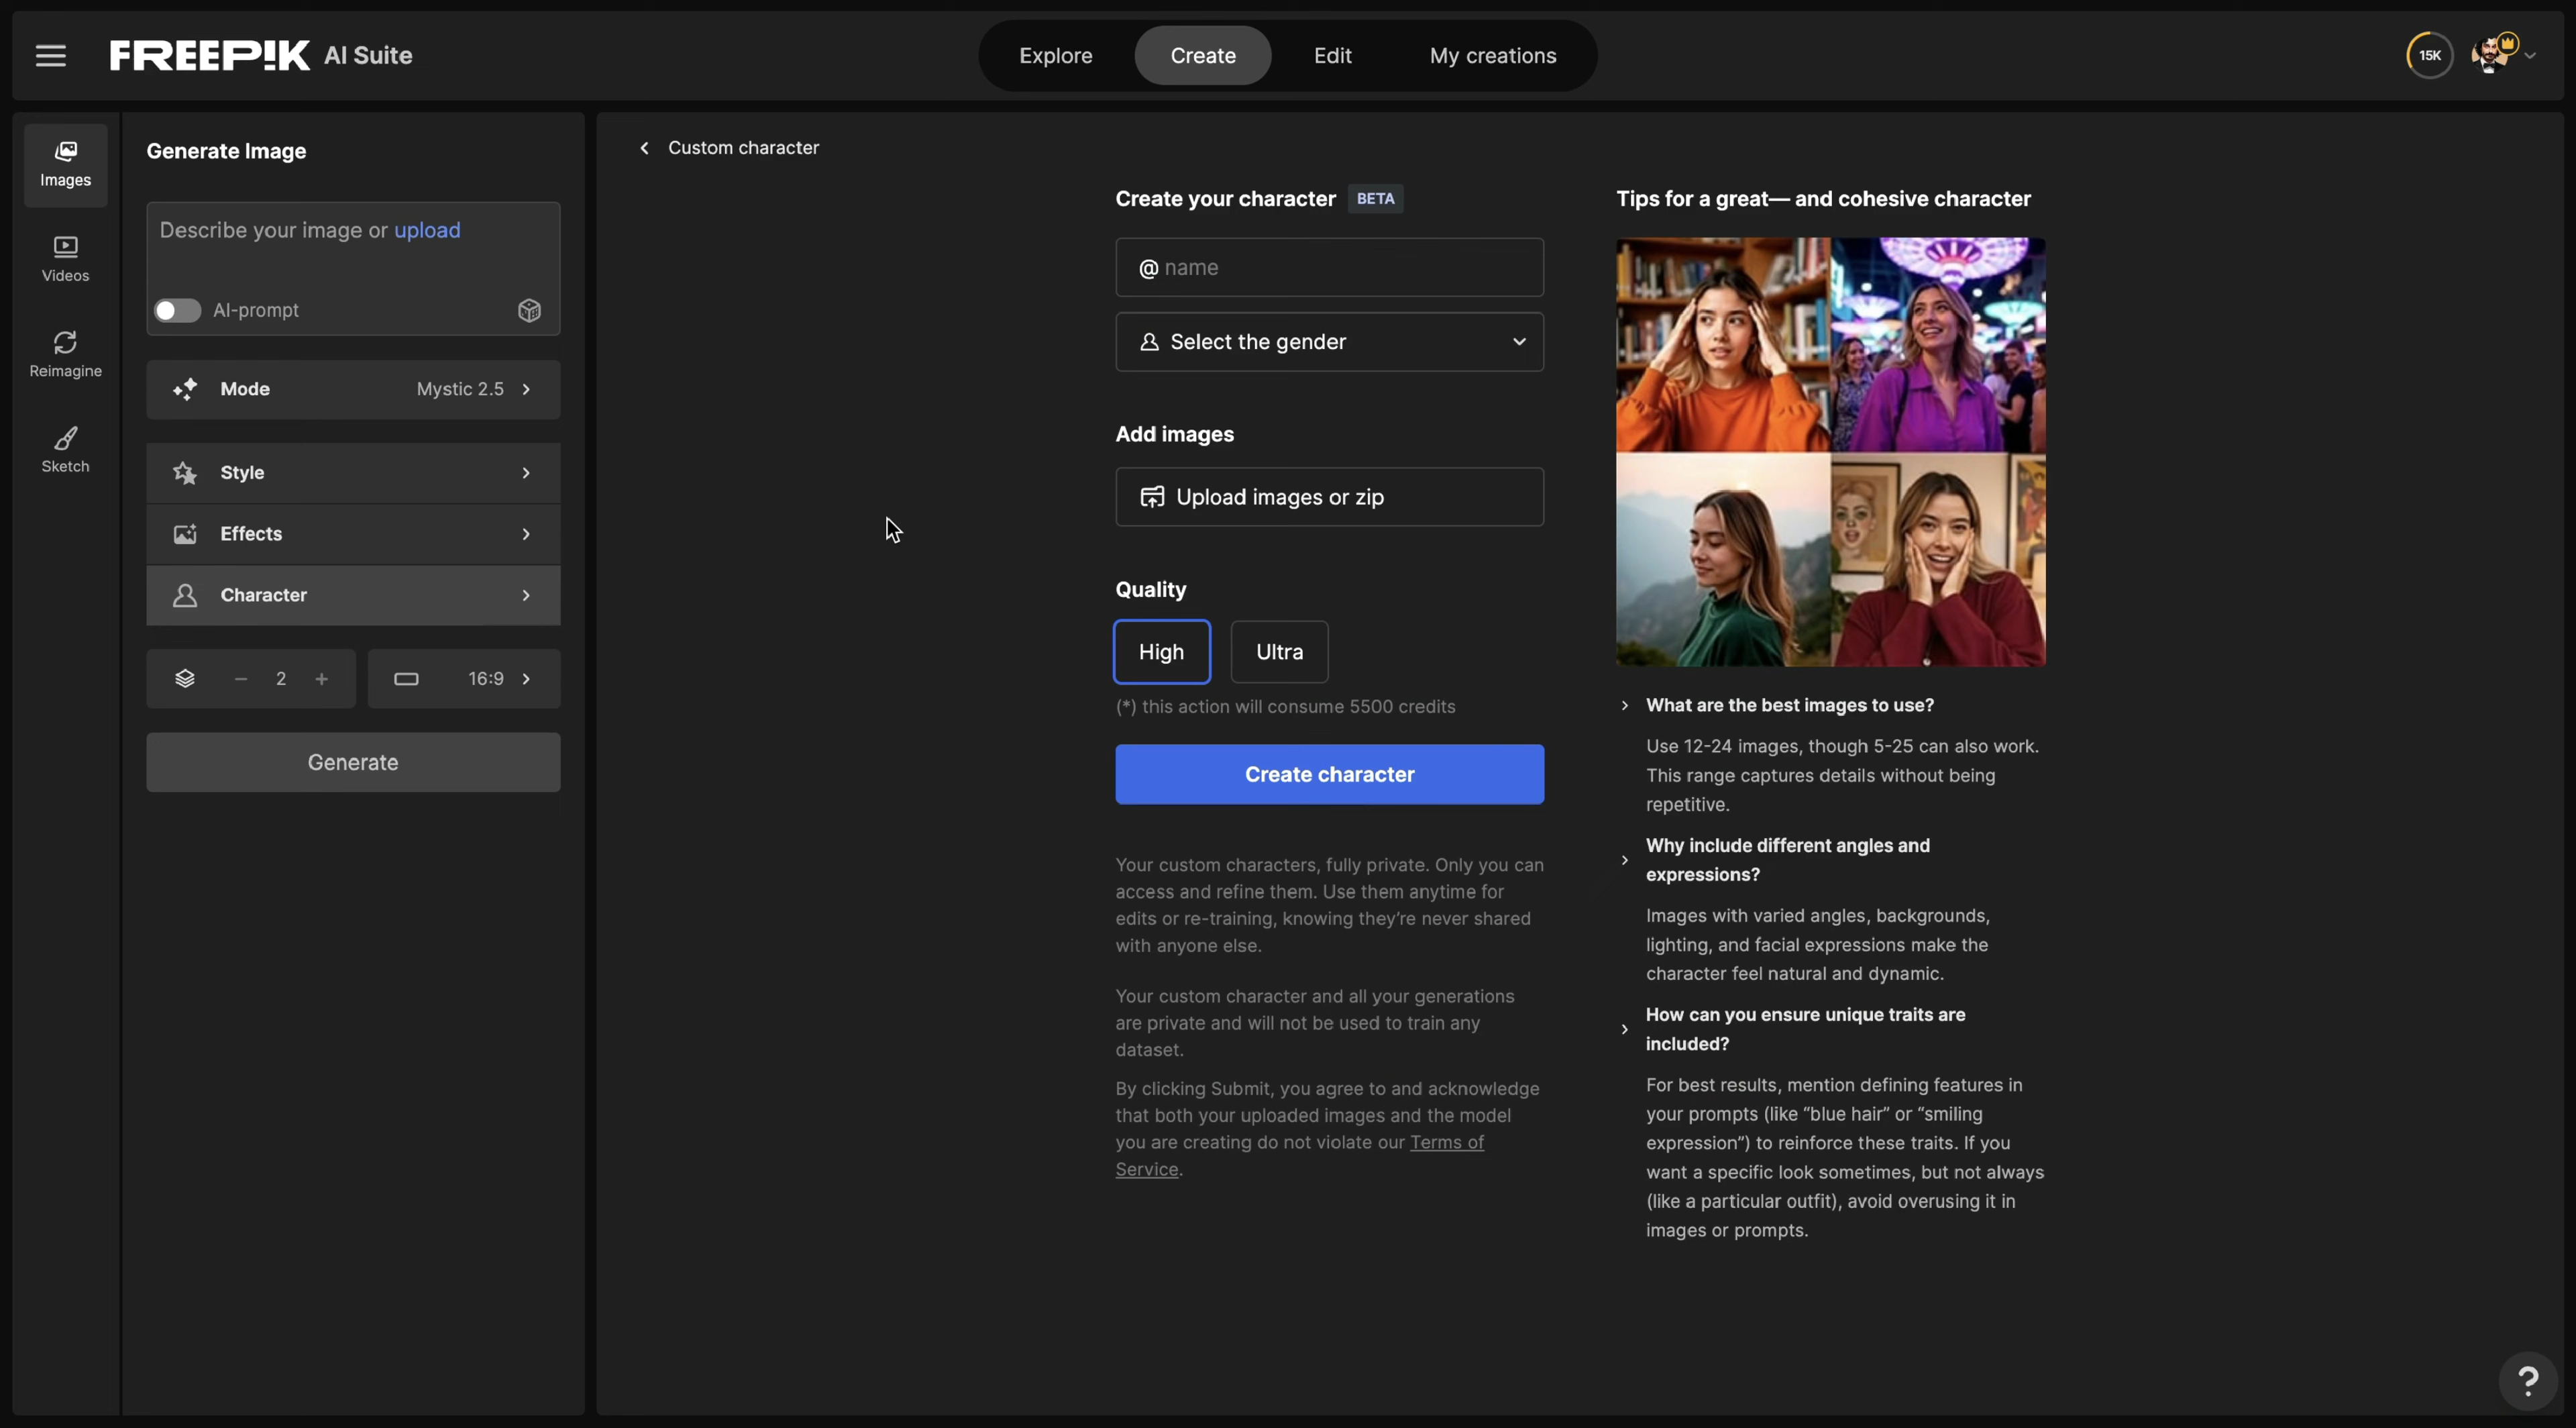 FREEPIK AI Suite
Explore
Create
Edit
My creations
15K
Images
Videos
Reimagine
Sketch
Generate Image
Describe your image or upload
AI-prompt
Mode
Mystic 2.5
Style
Effects
Character
2
16:9
Generate
Custom character
Create your character BETA
@ name
Select the gender
Add images
Upload images or zip
Quality
High
Ultra
(*) this action will consume 5500 credits
Create character
Your custom characters, fully private. Only you can
access and refine them. Use them anytime for
edits or re-training, knowing they're never shared
with anyone else.
Your custom character and all your generations
are private and will not be used to train any
dataset.
By clicking Submit, you agree to and acknowledge
that both your uploaded images and the model
you are creating do not violate our Terms of
Service.
Tips for a great— and cohesive character
What are the best images to use?
Use 12-24 images, though 5-25 can also work.
This range captures details without being
repetitive.
Why include different angles and
expressions?
Images with varied angles, backgrounds,
lighting, and facial expressions make the
character feel natural and dynamic.
How can you ensure unique traits are
included?
For best results, mention defining features in
your prompts (like “blue hair” or “smiling
expression”) to reinforce these traits. If you
want a specific look sometimes, but not always
(like a particular outfit), avoid overusing it in
images or prompts.
?